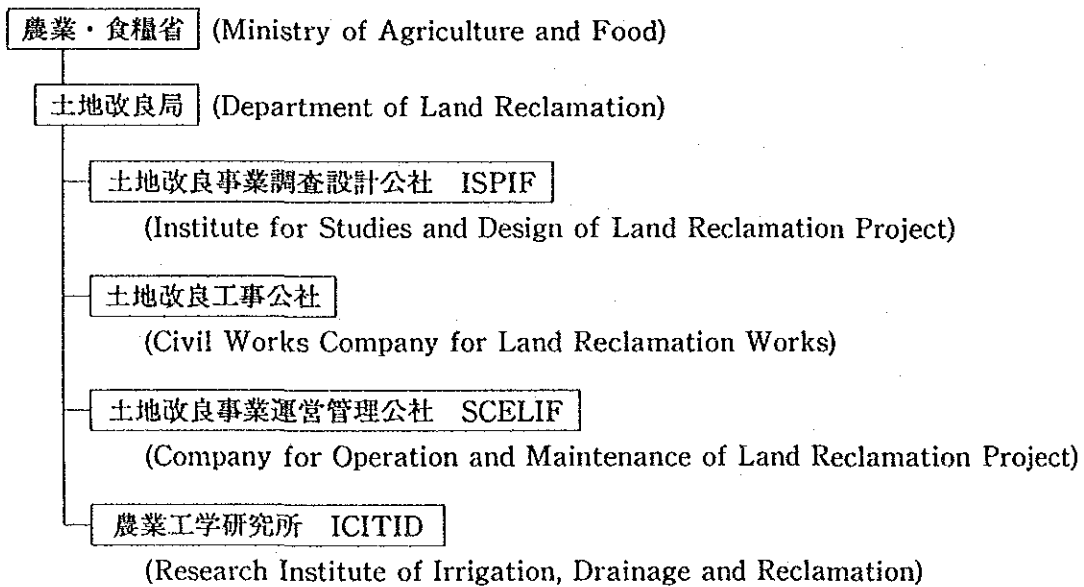 農業・食糧省 (Ministry of Agriculture and Food)
土地改良局 (Department of Land Reclamation)
土地改良事業調査設計公社 ISPIF
(Institute for Studies and Design of Land Reclamation Project)
土地改良工事公社
(Civil Works Company for Land Reclamation Works)
土地改良事業運営管理公社 SCELIF
(Company for Operation and Maintenance of Land Reclamation Project)
農業工学研究所 ICITID
(Research Institute of Irrigation, Drainage and Reclamation)